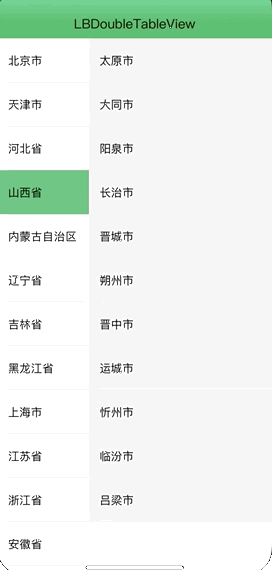 LBDoubleTableView
北京市
天津市
河北省
山西省
内蒙古自治区
辽宁省
吉林省
黑龙江省
上海市
江苏省
浙江省
安徽省
太原市
大同市
阳泉市
长治市
晋城市
朔州市
晋中市
运城市
忻州市
临汾市
吕梁市